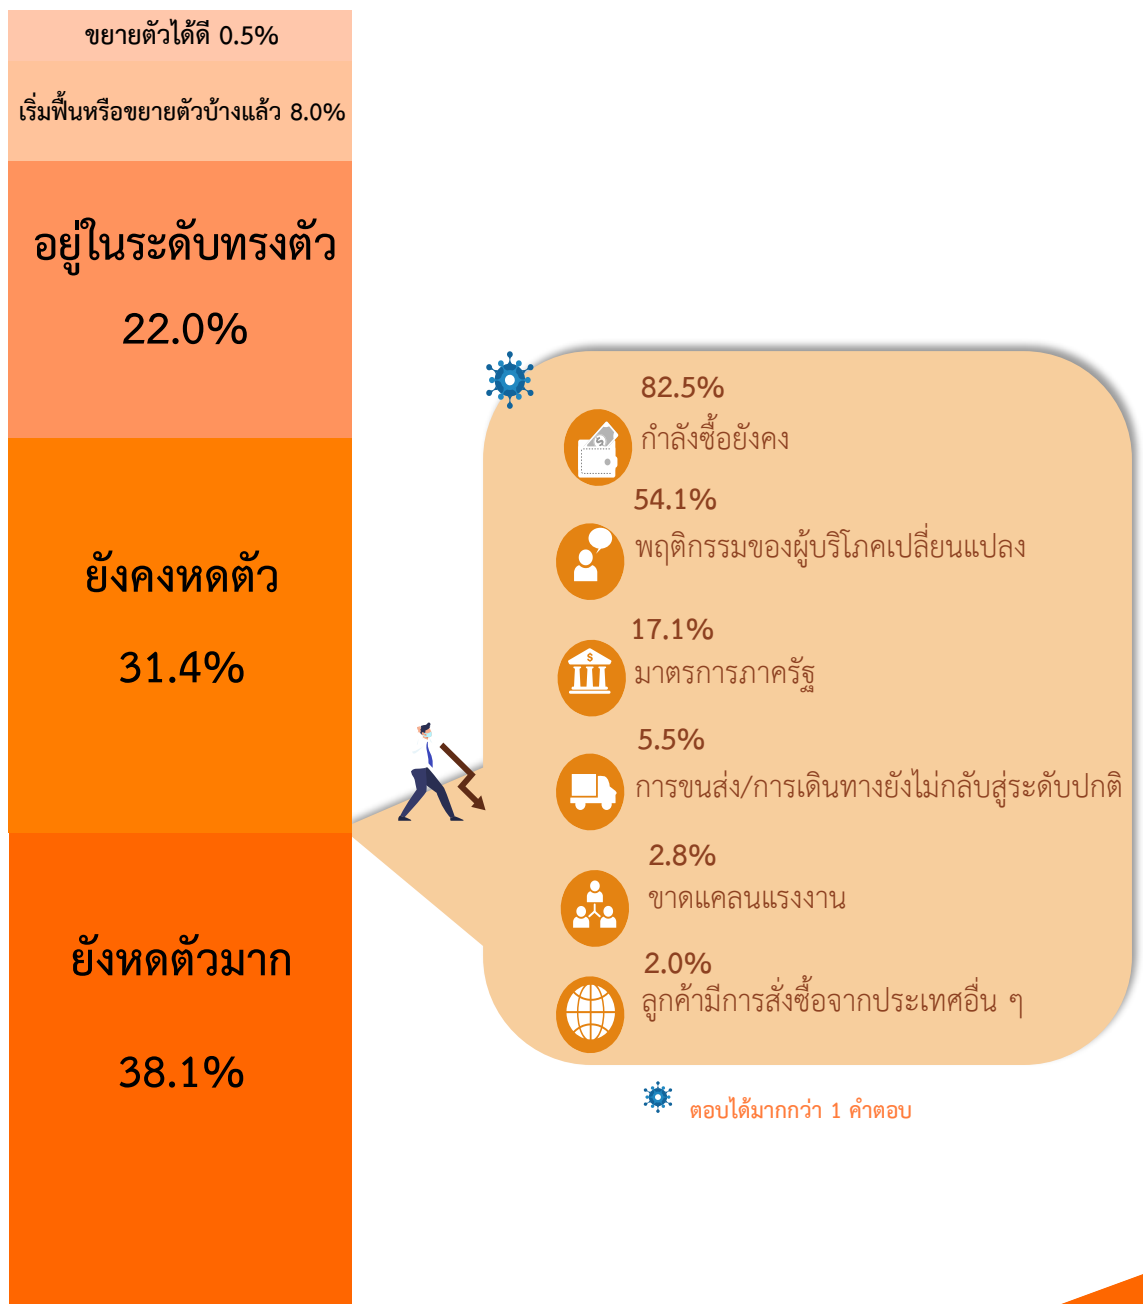 ขยายตัวได้ดี 0.5%
เริ่มฟื้นหรือขยายตัวบ้างแล้ว 8.0%
อยู่ในระดับทรงตัว
22.0%
ยังคงหดตัว
31.4%
ยังหดตัวมาก
38.1%
82.5%
กำลังซื้อยังคง
54.1%
พฤติกรรมของผู้บริโภคเปลี่ยนแปลง
17.1%
มาตรการภาครัฐ
5.5%
การขนส่ง/การเดินทางยังไม่กลับสู่ระดับปกติ
2.8%
ขาดแคลนแรงงาน
2.0%
ลูกค้ามีการสั่งซื้อจากประเทศอื่น ๆ
ตอบได้มากกว่า 1 คำตอบ